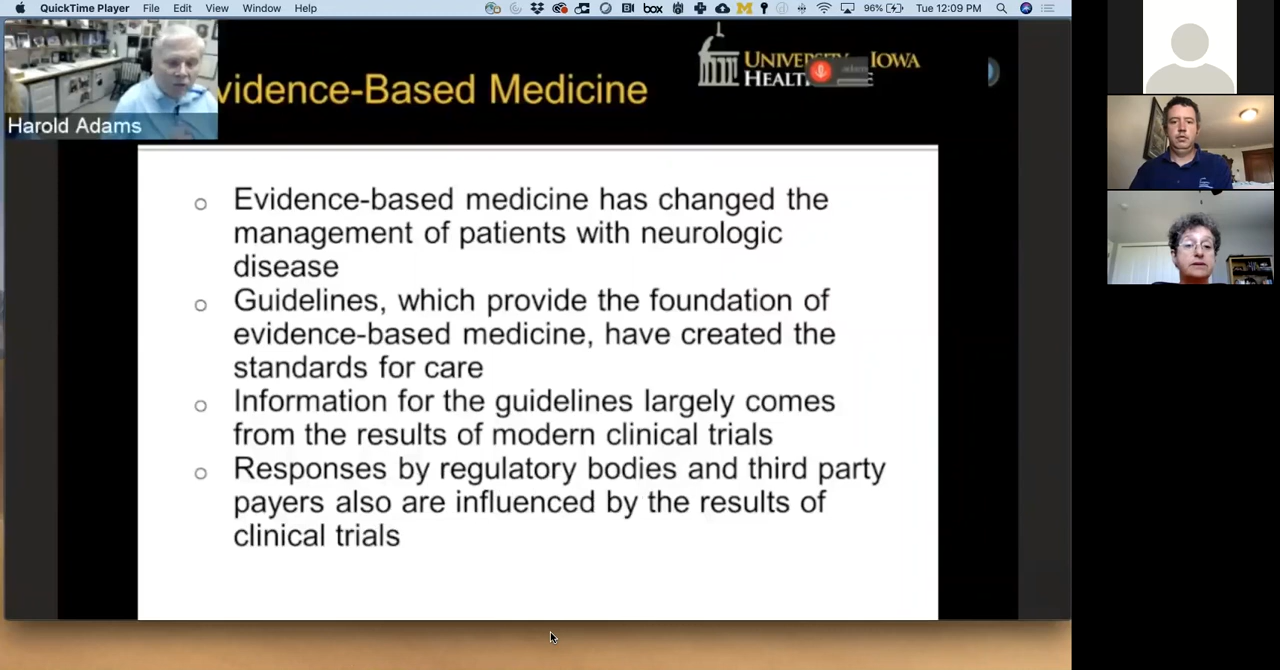 QuickTime Player File Edit View Window Help
box
96%
Tue 12:09 PM
Harold Adams
vidence-Based Medicine
IOWA
HEALT
Evidence-based medicine has changed the
management of patients with neurologic
disease
Guidelines, which provide the foundation of
evidence-based medicine, have created the
standards for care
Information for the guidelines largely comes
from the results of modern clinical trials
Responses by regulatory bodies and third party
payers also are influenced by the results of
clinical trials